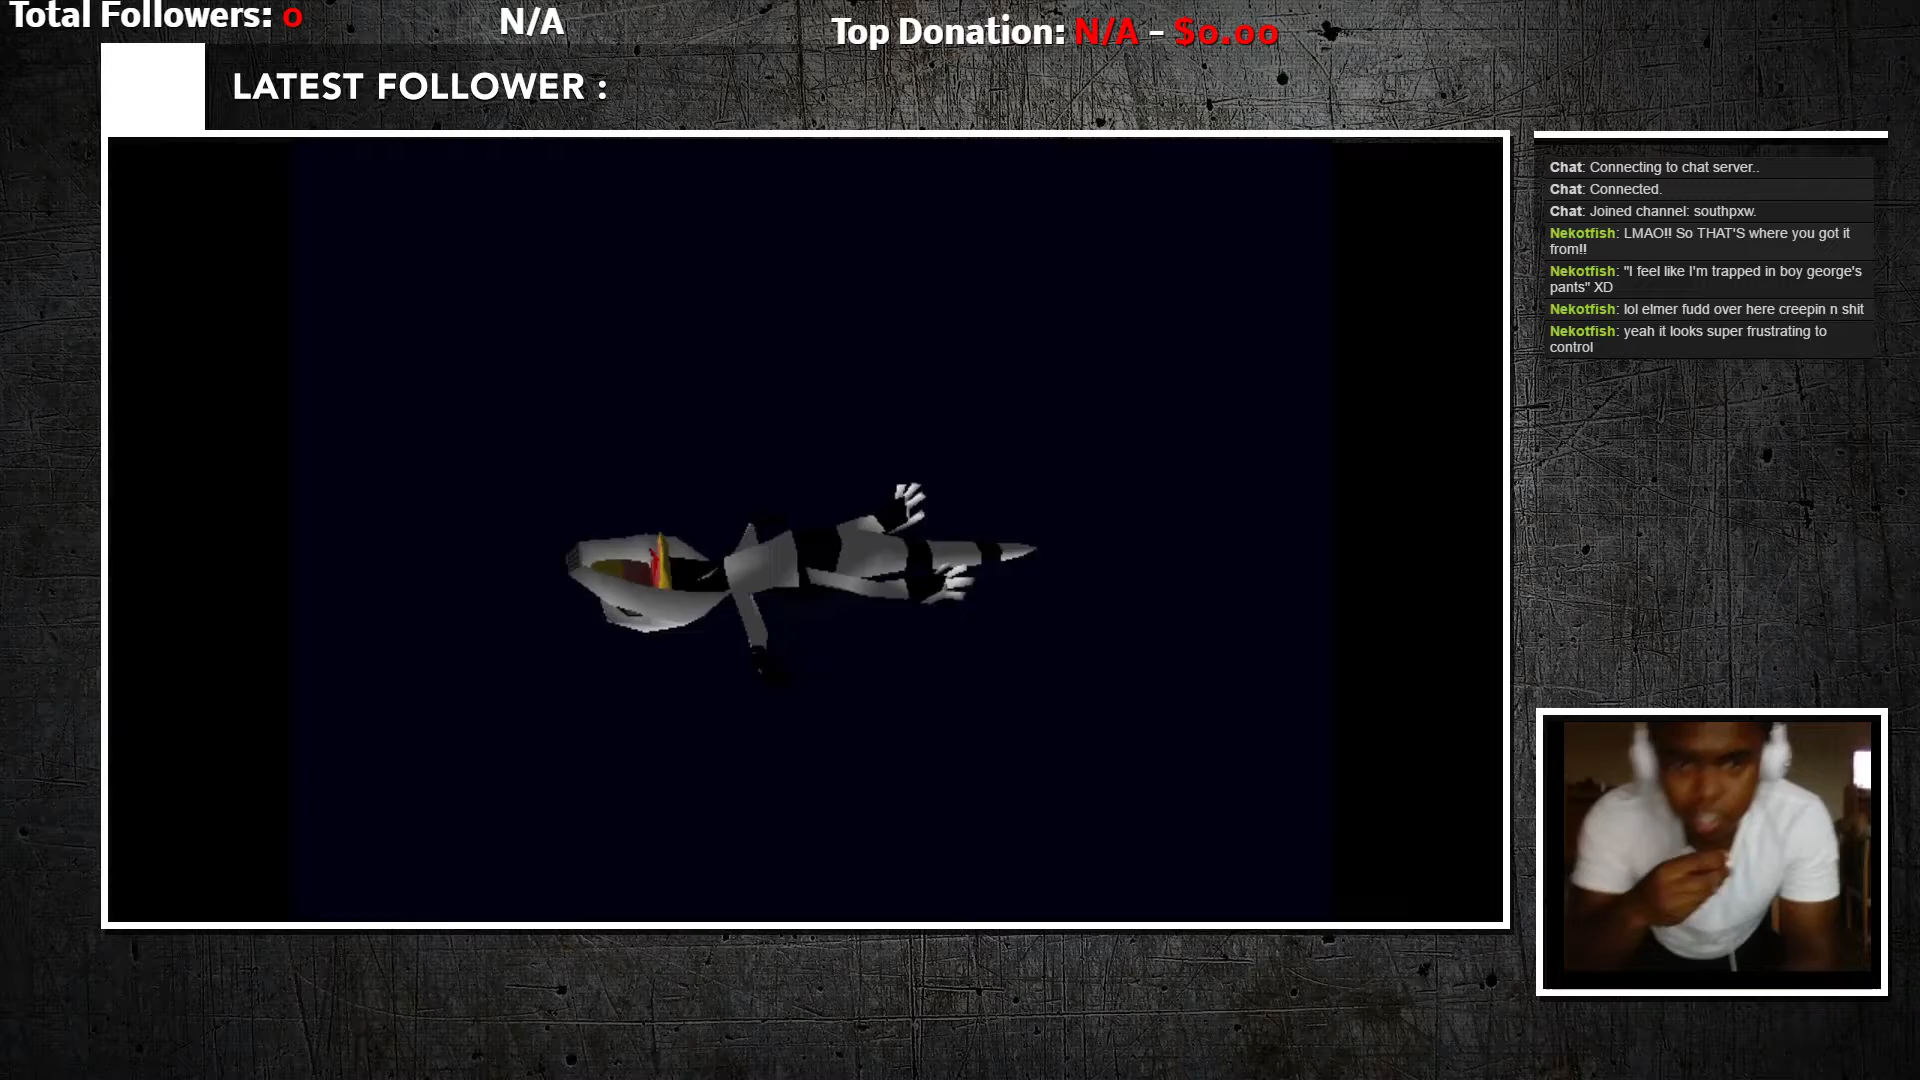 Total Followers: 0
N/A
Top Donation: N/A - $0.00
LATEST FOLLOWER :
Chat: Connecting to chat server..
Chat: Connected.
Chat: Joined channel: southpxw.
Nekotfish: LMAO!! So THAT'S where you got it
from!!
Nekotfish: "I feel like I'm trapped in boy george's
pants" XD
Nekotfish: lol elmer fudd over here creepin n shit
Nekotfish: yeah it looks super frustrating to
control